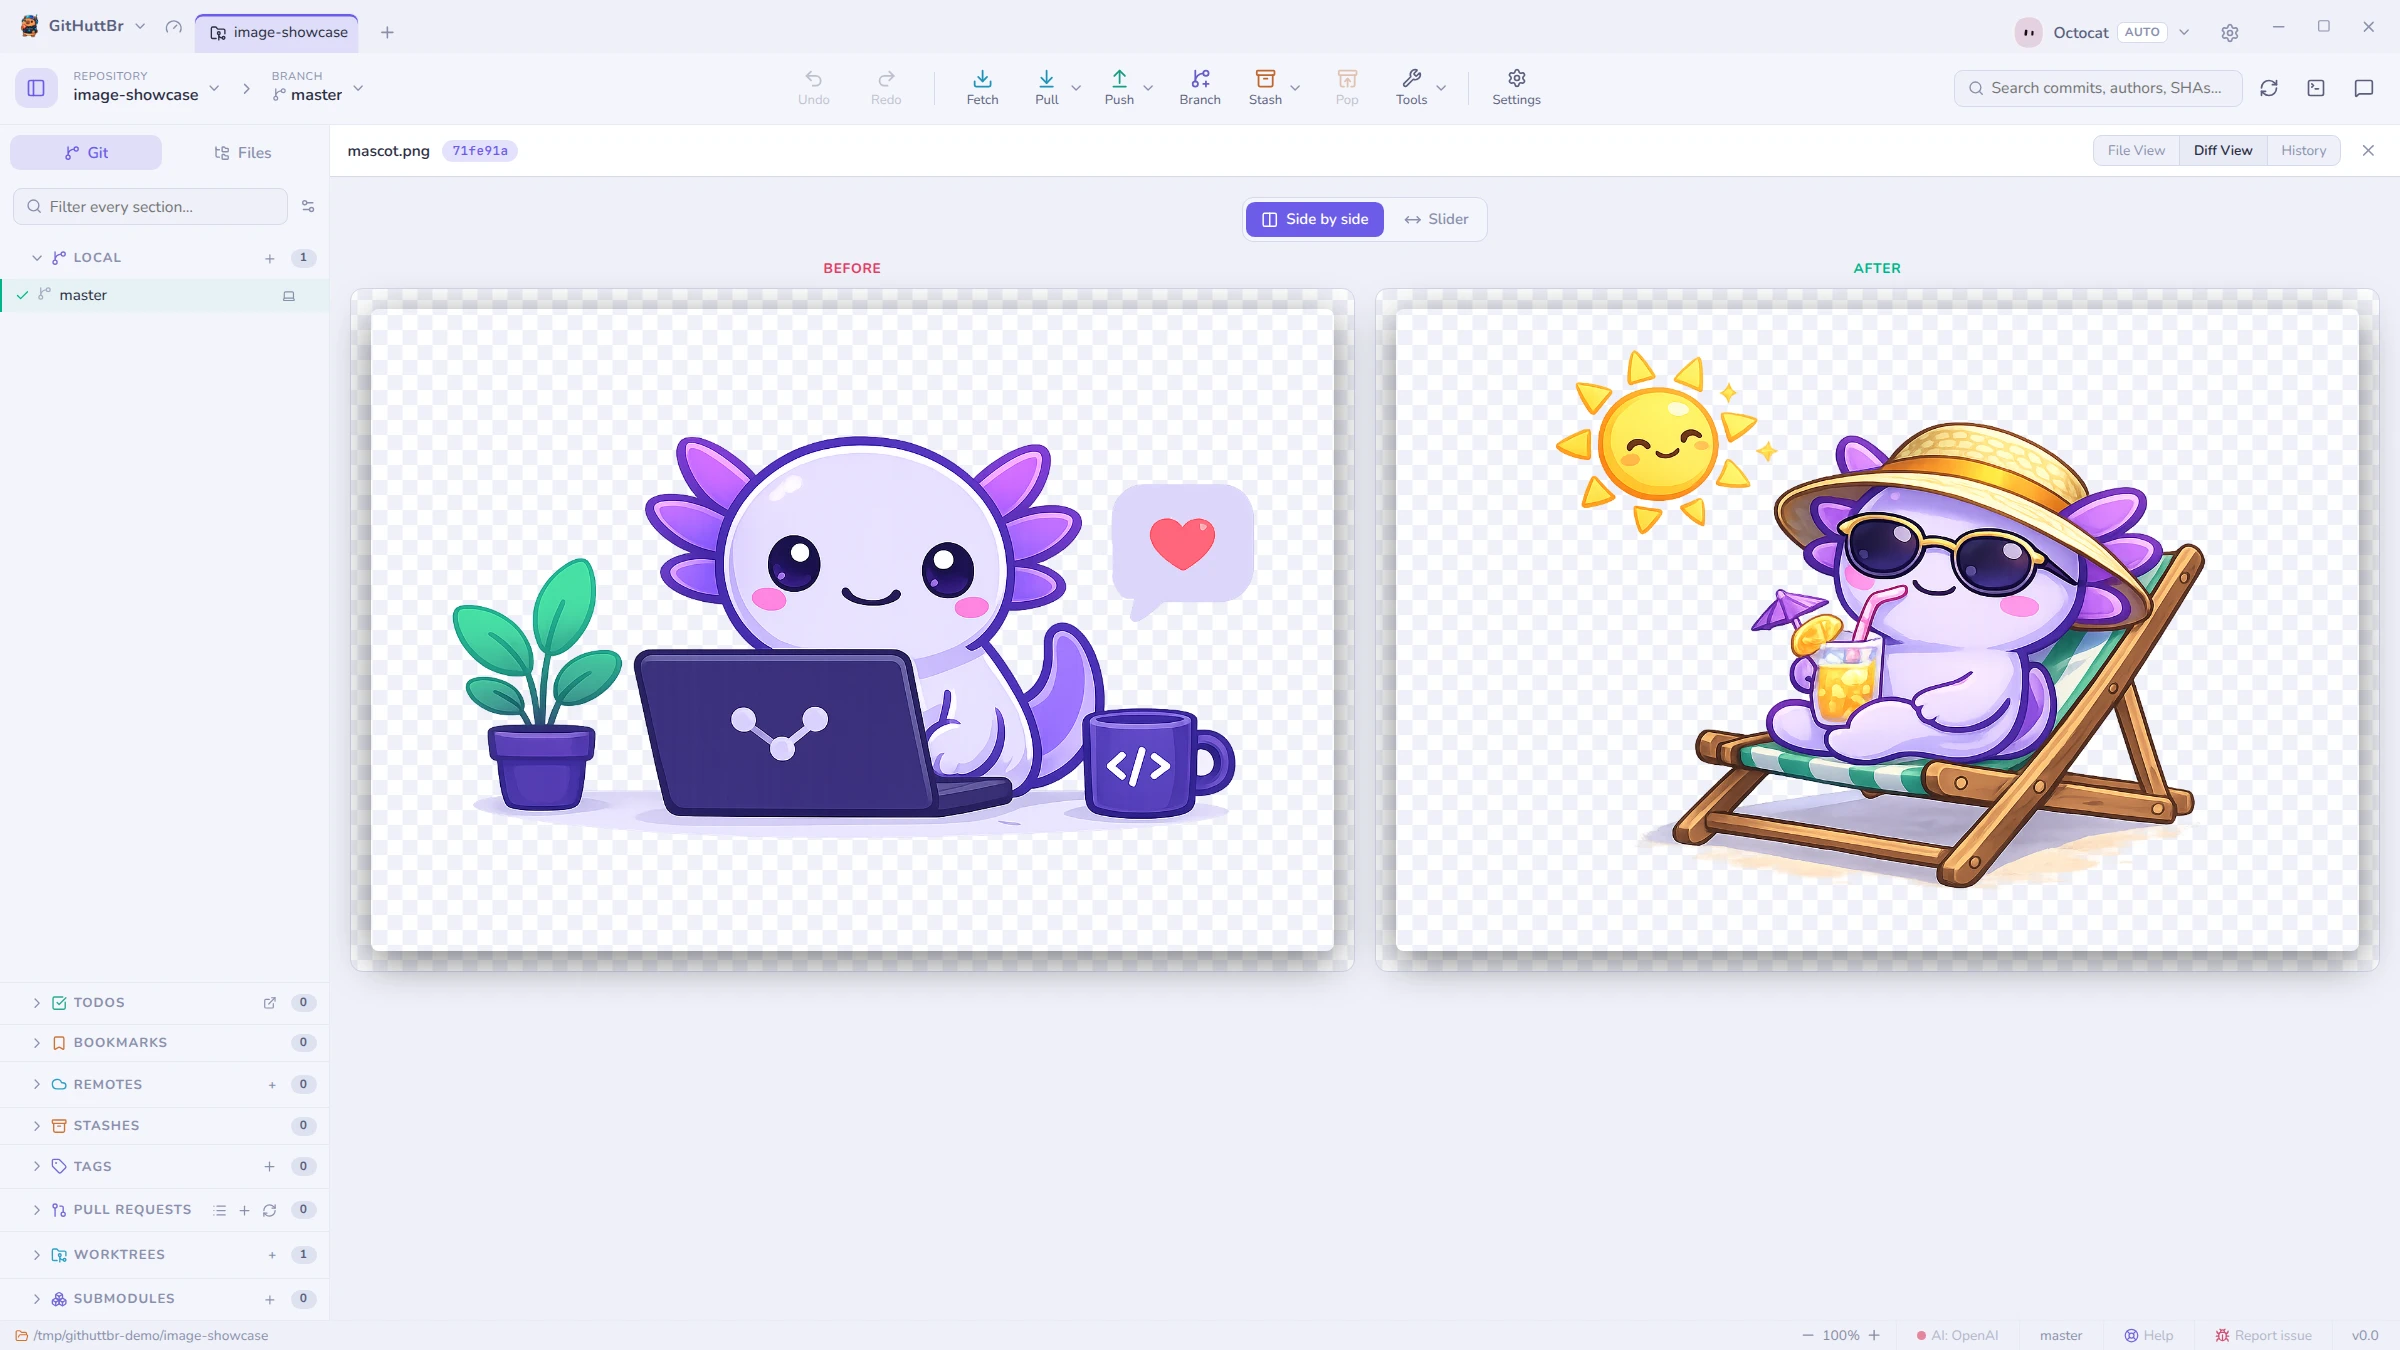 GitHuttBr
image-showcase
Octocat AUTO
REPOSITORY
image-showcase
BRANCH
master
Undo
Redo
Fetch
Pull
Push
Branch
Stash
Pop
Tools
Settings
Search commits, authors, SHAs...
Git
Files
mascot.png 71fe91a
File View
Diff View
History
Filter every section...
Side by side
Slider
LOCAL 1
master
BEFORE
AFTER
</>
TODOS 0
BOOKMARKS 0
REMOTES 0
STASHES 0
TAGS 0
PULL REQUESTS 0
WORKTREES 1
SUBMODULES 0
/tmp/githuttbr-demo/image-showcase
100%
AI: OpenAI
master
Help
Report issue
v0.0